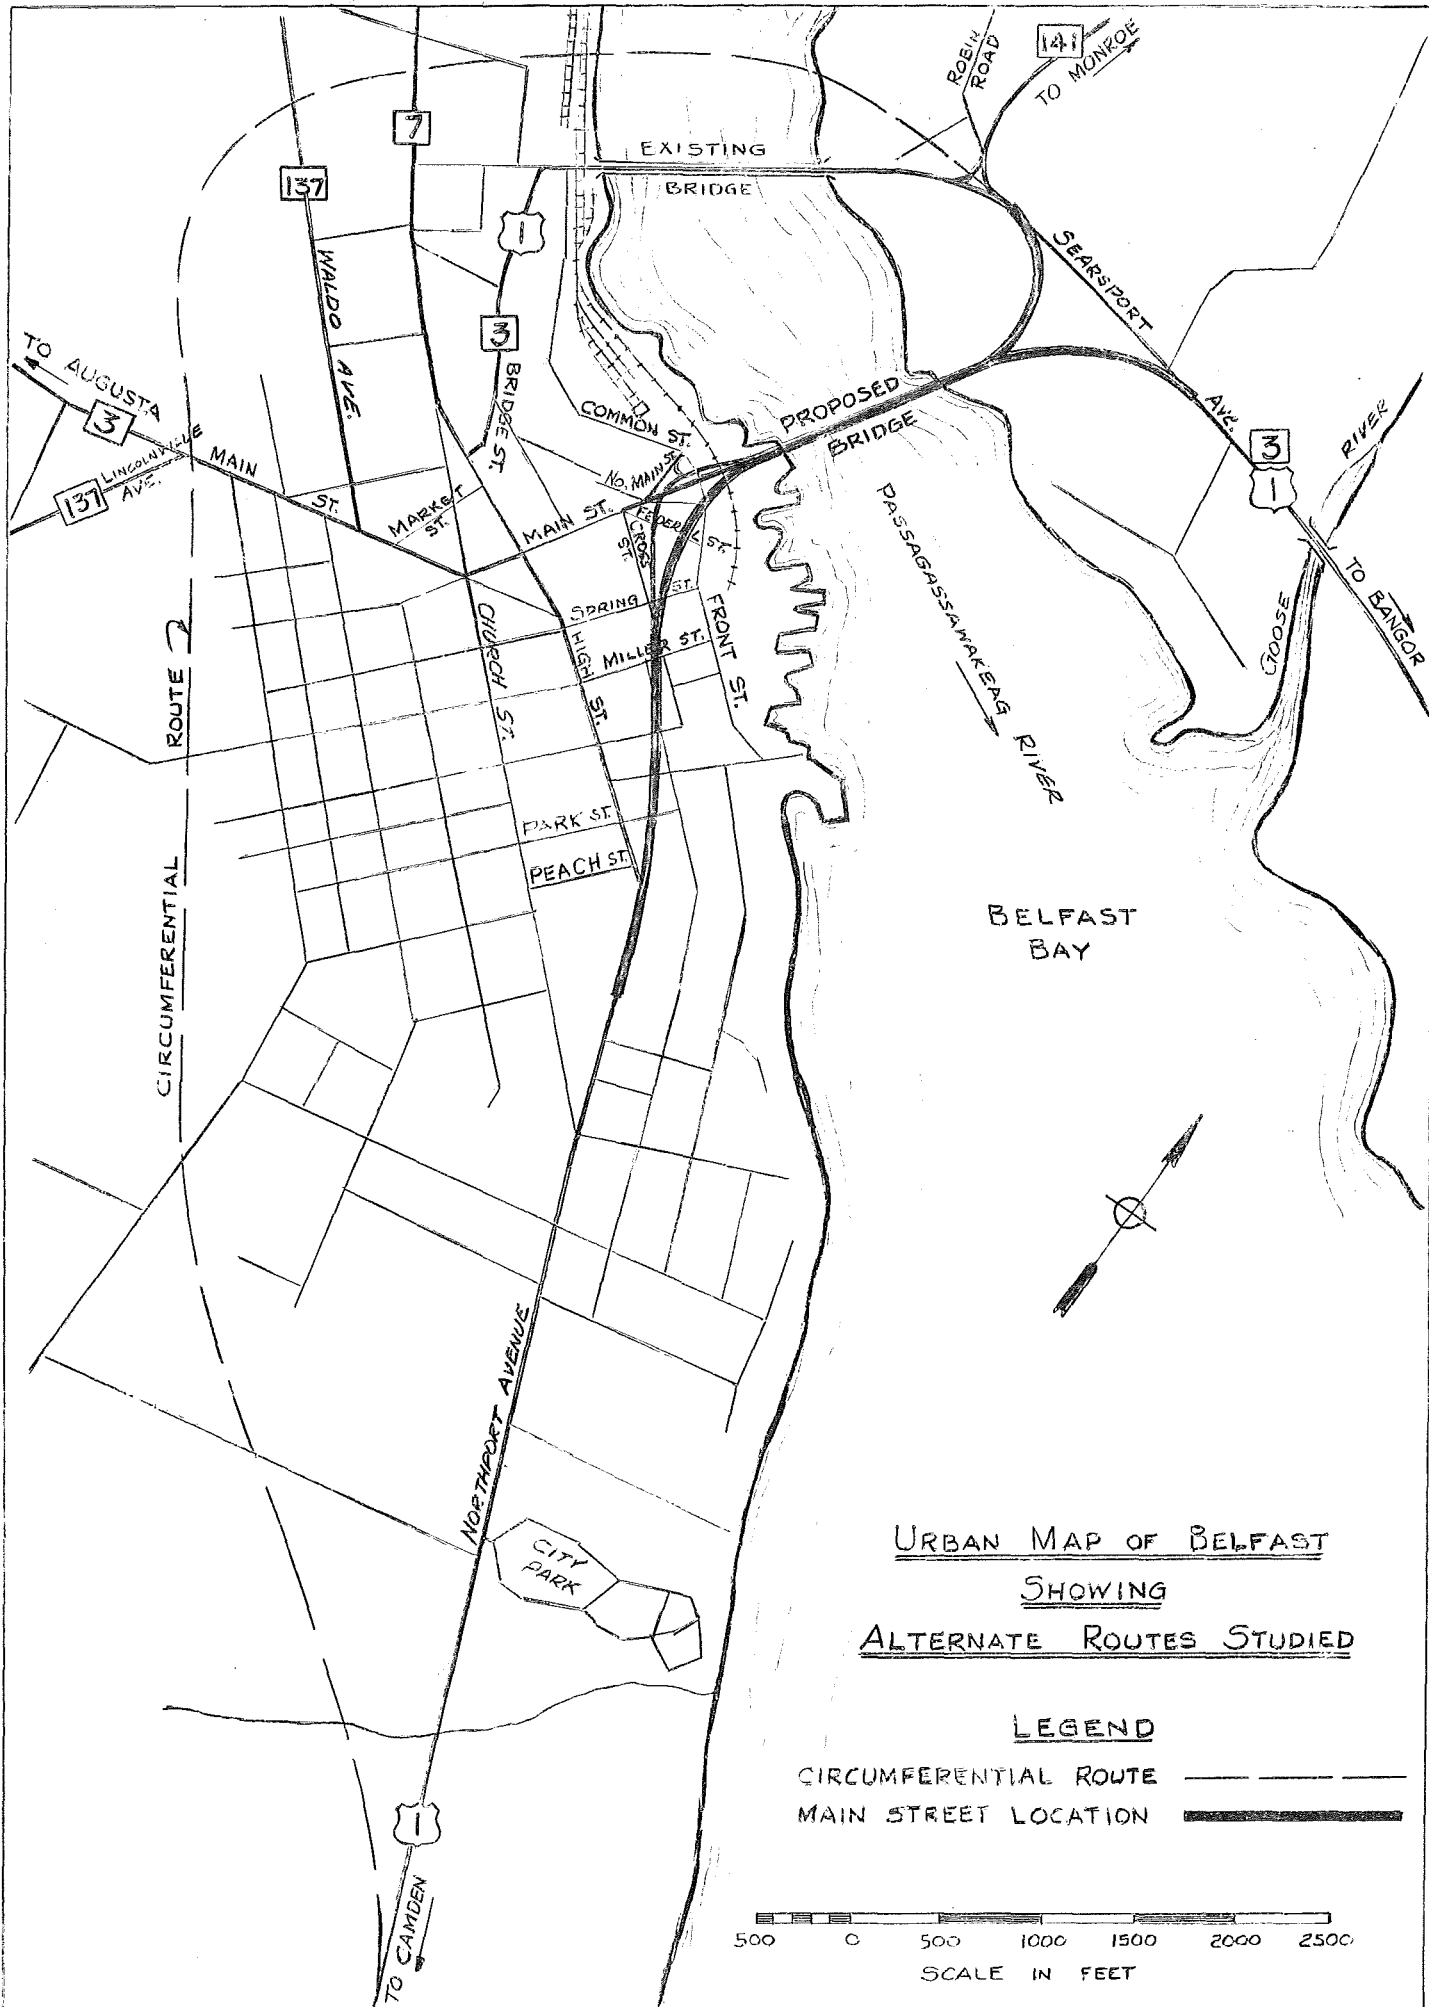 141
TO MONROE
ROBIN
ROAD
7
137
EXISTING
BRIDGE
1
SEARSPORT
AVE.
WALDO
AVE.
3
BRIDGE ST.
TO AUGUSTA
3
137
LINCOLNVILLE
AVE.
MAIN
ST.
MARKET
ST.
COMMON ST.
NO. MAIN ST.
MAIN ST.
FEDERAL ST.
CROSS
ST.
PROPOSED
BRIDGE
3
1
RIVER
GOOSE
TO BANGOR
PASSAGASSAWAKEAG
RIVER
SPRING ST.
CHURCH ST.
HIGH
ST.
MILLER ST.
FRONT
ST.
PARK ST.
PEACH ST.
CIRCUMFERENTIAL ROUTE
BELFAST
BAY
NORTHPORT AVENUE
CITY
PARK
1
TO CAMDEN
URBAN MAP OF BELFAST
SHOWING
ALTERNATE ROUTES STUDIED
LEGEND
CIRCUMFERENTIAL ROUTE
MAIN STREET LOCATION
500 0 500 1000 1500 2000 2500
SCALE IN FEET